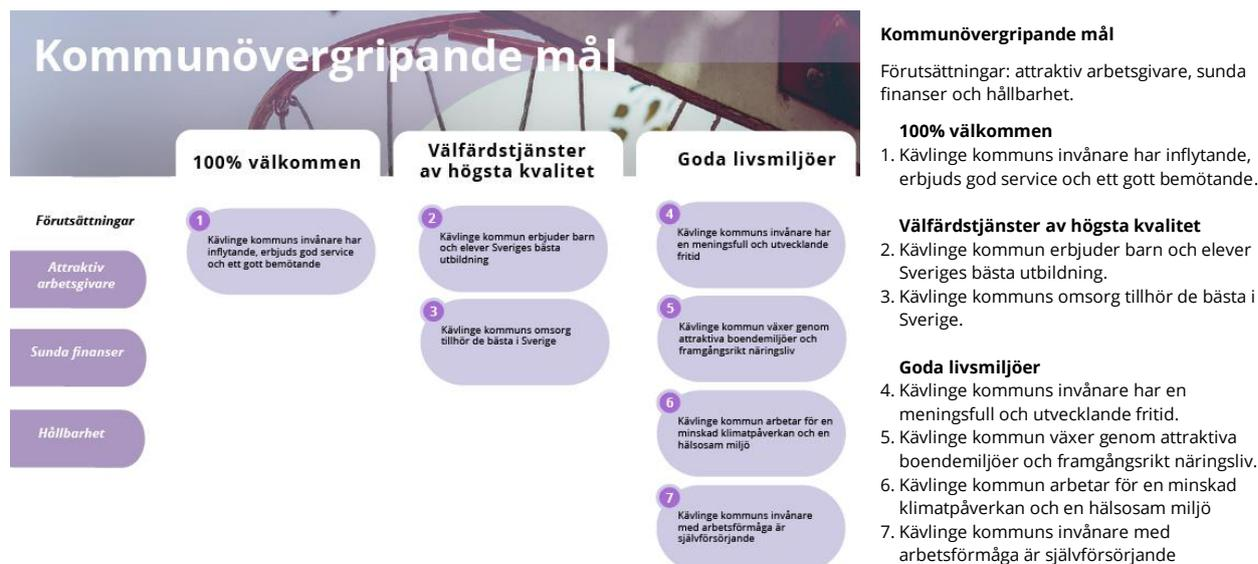 Kommunövergripande mål
100% välkommen
Välfärdstjänster
av högsta kvalitet
Goda livsmiljöer
Förutsättningar
Attraktiv
arbetsgivare
Sunda finanser
Hållbarhet
1
Kävlinge kommuns invånare har
inflytande, erbjuds god service
och ett gott bemötande
2
Kävlinge kommun erbjuder barn
och elever Sveriges bästa
utbildning
3
Kävlinge kommuns omsorg
tillhör de bästa i Sverige
4
Kävlinge kommuns invånare har
en meningsfull och utvecklande
fritid
5
Kävlinge kommun växer genom
attraktiva boendemiljöer och
framgångsrikt näringsliv
6
Kävlinge kommun arbetar för en
minskad klimatpåverkan och en
hälsosam miljö
7
Kävlinge kommuns invånare
med arbetsförmåga är
självförsörjande
Kommunövergripande mål
Förutsättningar: attraktiv arbetsgivare, sunda
finanser och hållbarhet.
100% välkommen
1. Kävlinge kommuns invånare har inflytande,
erbjuds god service och ett gott bemötande.
Välfärdstjänster av högsta kvalitet
2. Kävlinge kommun erbjuder barn och elever
Sveriges bästa utbildning.
3. Kävlinge kommuns omsorg tillhör de bästa i
Sverige.
Goda livsmiljöer
4. Kävlinge kommuns invånare har en
meningsfull och utvecklande fritid.
5. Kävlinge kommun växer genom attraktiva
boendemiljöer och framgångsrikt näringsliv.
6. Kävlinge kommun arbetar för en minskad
klimatpåverkan och en hälsosam miljö
7. Kävlinge kommuns invånare med
arbetsförmåga är självförsörjande